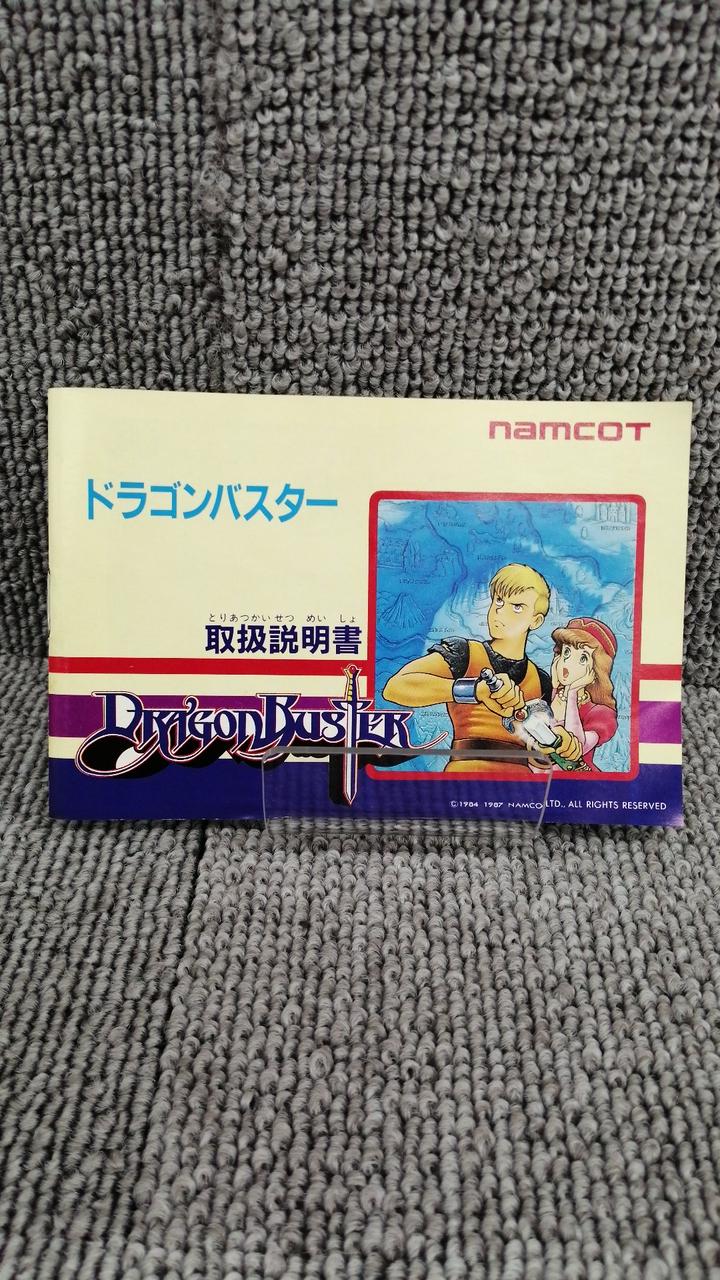 namcoT
ドラゴンバスター
とりあつかいせつ めい しょ
取扱説明書
DRAGON BUSTER
©1984 1987 NAMCO LTD., ALL RIGHTS RESERVED